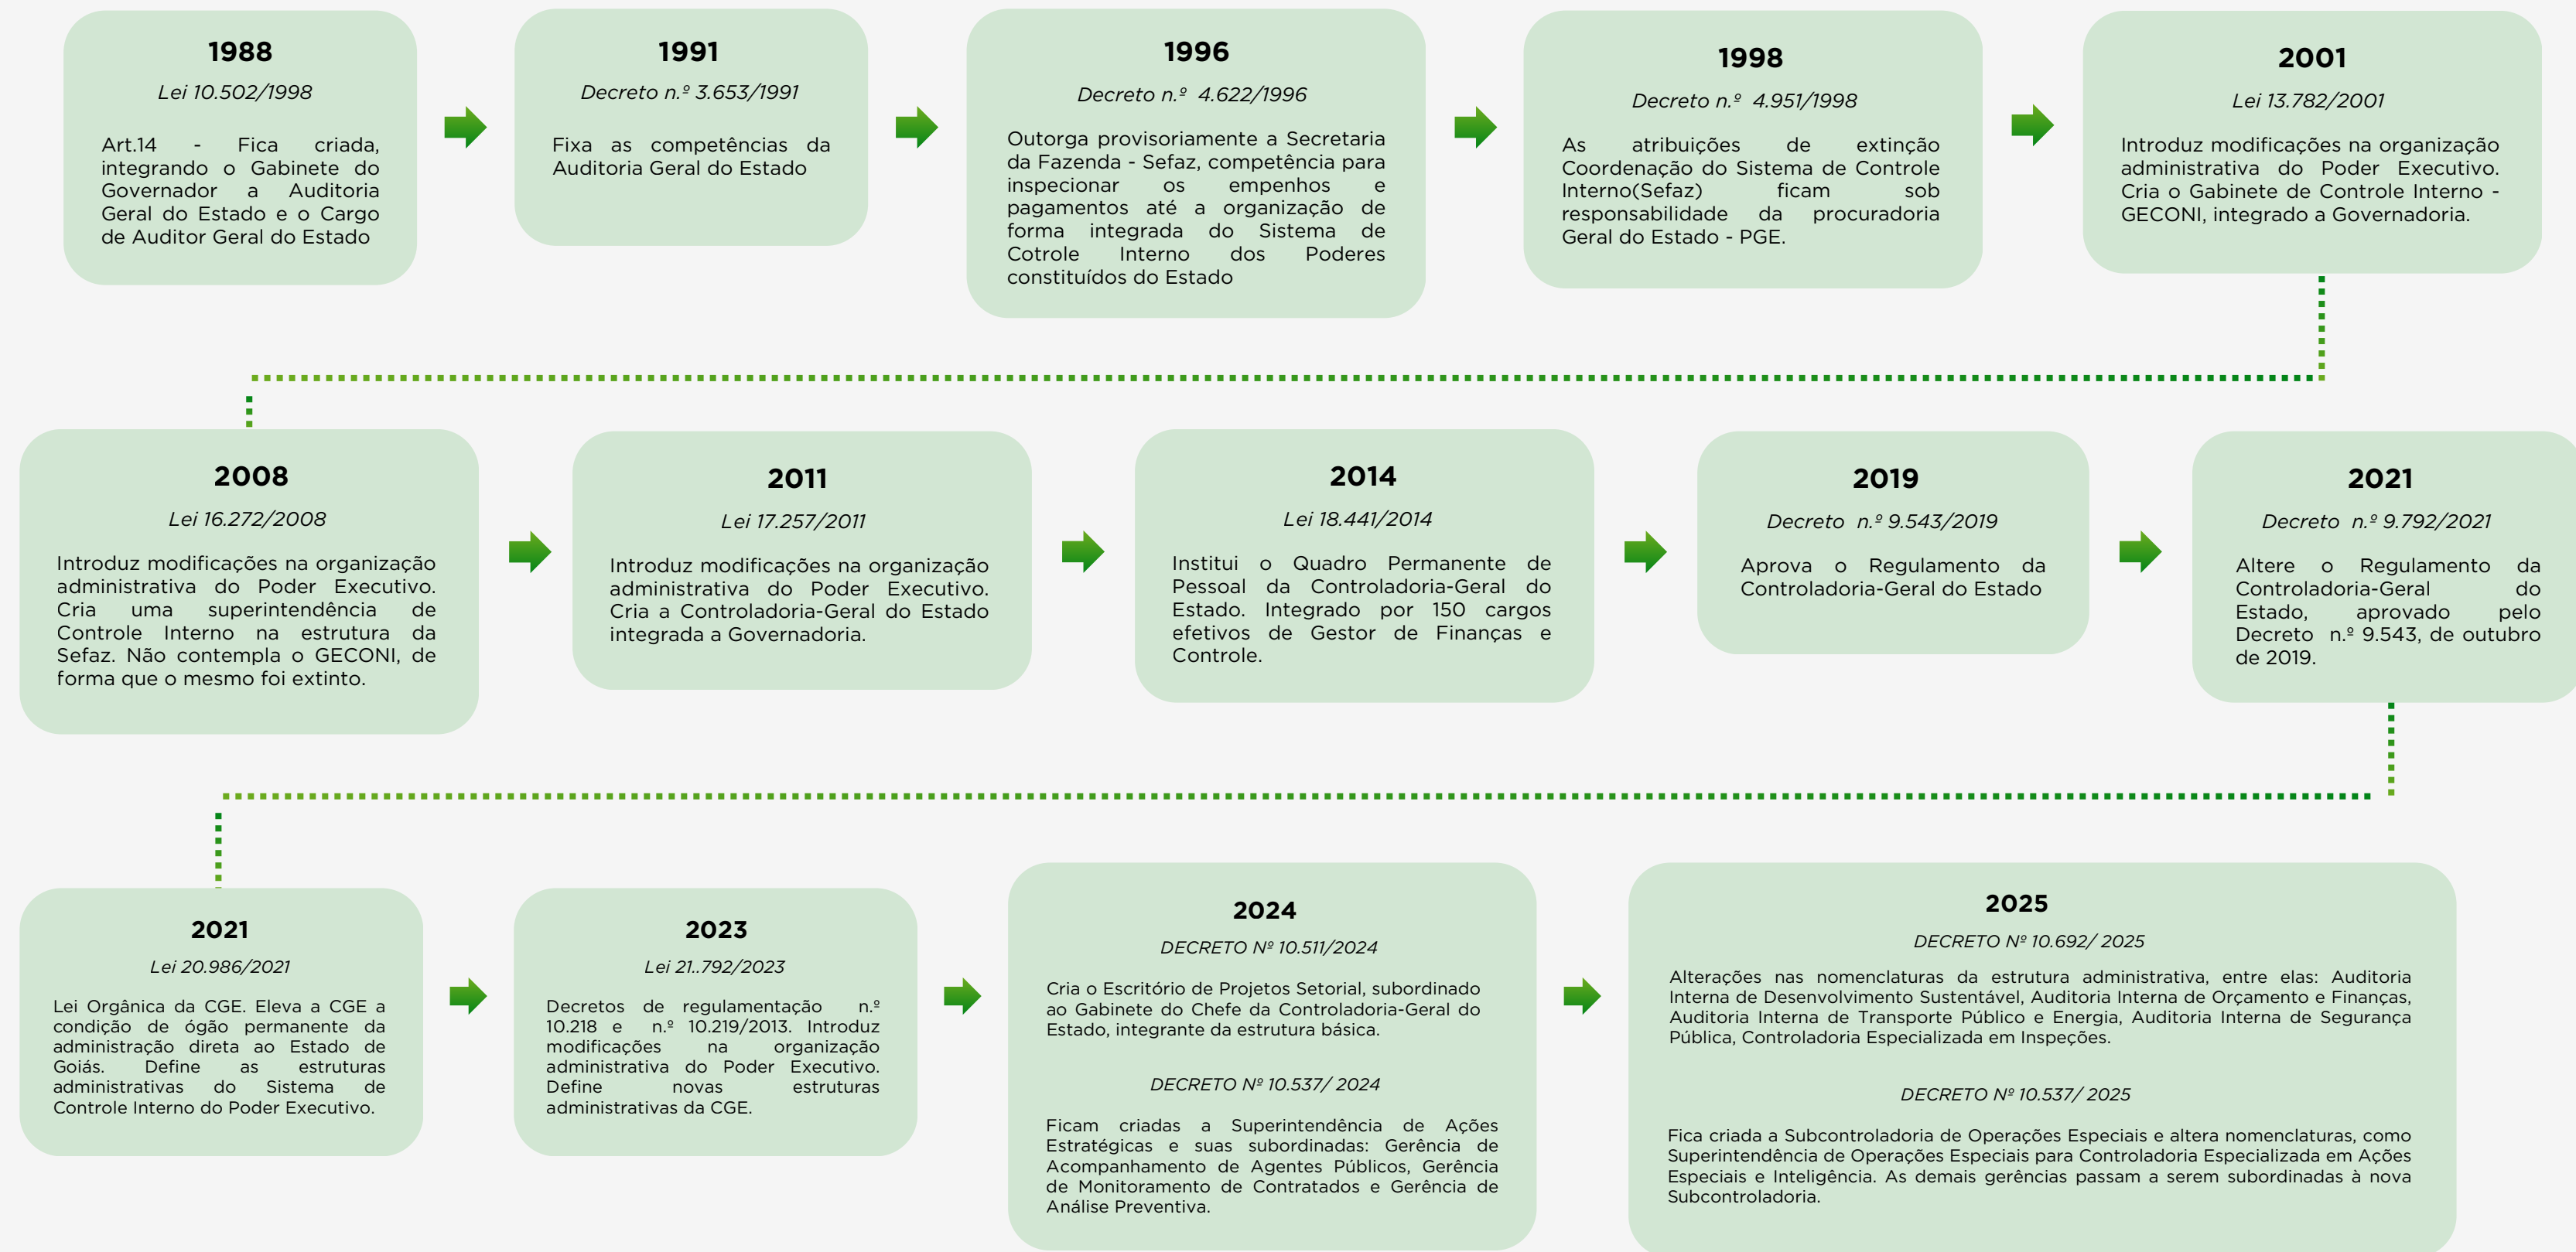 1988
Lei 10.502/1998
Art.14 - Fica criada,
integrando o Gabinete do
Governador a Auditoria
Geral do Estado e o Cargo
de Auditor Geral do Estado
1991
Decreto n.º 3.653/1991
Fixa as competências da
Auditoria Geral do Estado
1996
Decreto n.º 4.622/1996
Outorga provisoriamente a Secretaria
da Fazenda - Sefaz, competência para
inspecionar os empenhos e
pagamentos até a organização de
forma integrada do Sistema de
Cotrole Interno dos Poderes
constituídos do Estado
1998
Decreto n.º 4.951/1998
As atribuições de extinção
Coordenação do Sistema de Controle
Interno(Sefaz) ficam sob
responsabilidade da procuradoria
Geral do Estado - PGE.
2001
Lei 13.782/2001
Introduz modificações na organização
administrativa do Poder Executivo.
Cria o Gabinete de Controle Interno -
GECONI, integrado a Governadoria.
2008
Lei 16.272/2008
Introduz modificações na organização
administrativa do Poder Executivo.
Cria uma superintendência de
Controle Interno na estrutura da
Sefaz. Não contempla o GECONI, de
forma que o mesmo foi extinto.
2011
Lei 17.257/2011
Introduz modificações na organização
administrativa do Poder Executivo.
Cria a Controladoria-Geral do Estado
integrada a Governadoria.
2014
Lei 18.441/2014
Institui o Quadro Permanente de
Pessoal da Controladoria-Geral do
Estado. Integrado por 150 cargos
efetivos de Gestor de Finanças e
Controle.
2019
Decreto n.º 9.543/2019
Aprova o Regulamento da
Controladoria-Geral do Estado
2021
Decreto n.º 9.792/2021
Altere o Regulamento da
Controladoria-Geral do
Estado, aprovado pelo
Decreto n.º 9.543, de outubro
de 2019.
2021
Lei 20.986/2021
Lei Orgânica da CGE. Eleva a CGE a
condição de ógão permanente da
administração direta ao Estado de
Goiás. Define as estruturas
administrativas do Sistema de
Controle Interno do Poder Executivo.
2023
Lei 21..792/2023
Decretos de regulamentação n.º
10.218 e n.º 10.219/2013. Introduz
modificações na organização
administrativa do Poder Executivo.
Define novas estruturas
administrativas da CGE.
2024
DECRETO Nº 10.511/2024
Cria o Escritório de Projetos Setorial, subordinado
ao Gabinete do Chefe da Controladoria-Geral do
Estado, integrante da estrutura básica.
DECRETO Nº 10.537/ 2024
Ficam criadas a Superintendência de Ações
Estratégicas e suas subordinadas: Gerência de
Acompanhamento de Agentes Públicos, Gerência
de Monitoramento de Contratados e Gerência de
Análise Preventiva.
2025
DECRETO Nº 10.692/ 2025
Alterações nas nomenclaturas da estrutura administrativa, entre elas: Auditoria
Interna de Desenvolvimento Sustentável, Auditoria Interna de Orçamento e Finanças,
Auditoria Interna de Transporte Público e Energia, Auditoria Interna de Segurança
Pública, Controladoria Especializada em Inspeções.
DECRETO Nº 10.537/ 2025
Fica criada a Subcontroladoria de Operações Especiais e altera nomenclaturas, como
Superintendência de Operações Especiais para Controladoria Especializada em Ações
Especiais e Inteligência. As demais gerências passam a serem subordinadas à nova
Subcontroladoria.